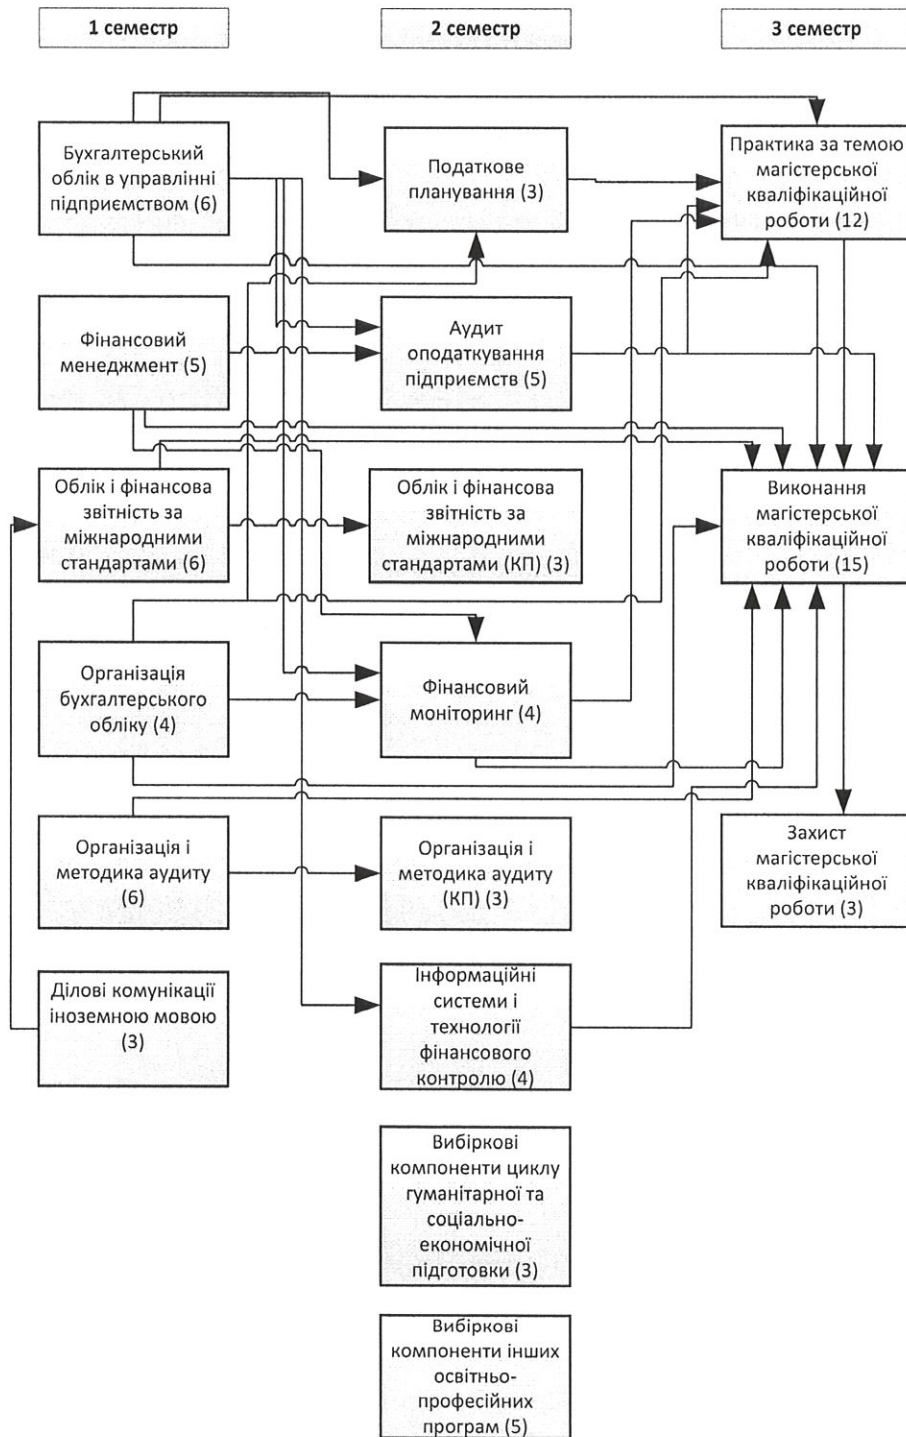 1 семестр
2 семестр
3 семестр
Бухгалтерський
облік в управлінні
підприємством (6)
Фінансовий
менеджмент (5)
Облік і фінансова
звітність за
міжнародними
стандартами (6)
Організація
бухгалтерського
обліку (4)
Організація і
методика аудиту
(6)
Ділові комунікації
іноземною мовою
(3)
Податкове
планування (3)
Аудит
оподаткування
підприємств (5)
Облік і фінансова
звітність за
міжнародними
стандартами (КП) (3)
Фінансовий
моніторинг (4)
Організація і
методика аудиту
(КП) (3)
Інформаційні
системи і
технології
фінансового
контролю (4)
Вибіркові
компоненти циклу
гуманітарної та
соціально-
економічної
підготовки (3)
Вибіркові
компоненти інших
освітньо-
професійних
програм (5)
Практика за темою
магістерської
кваліфікаційної
роботи (12)
Виконання
магістерської
кваліфікаційної
роботи (15)
Захист
магістерської
кваліфікаційної
роботи (3)